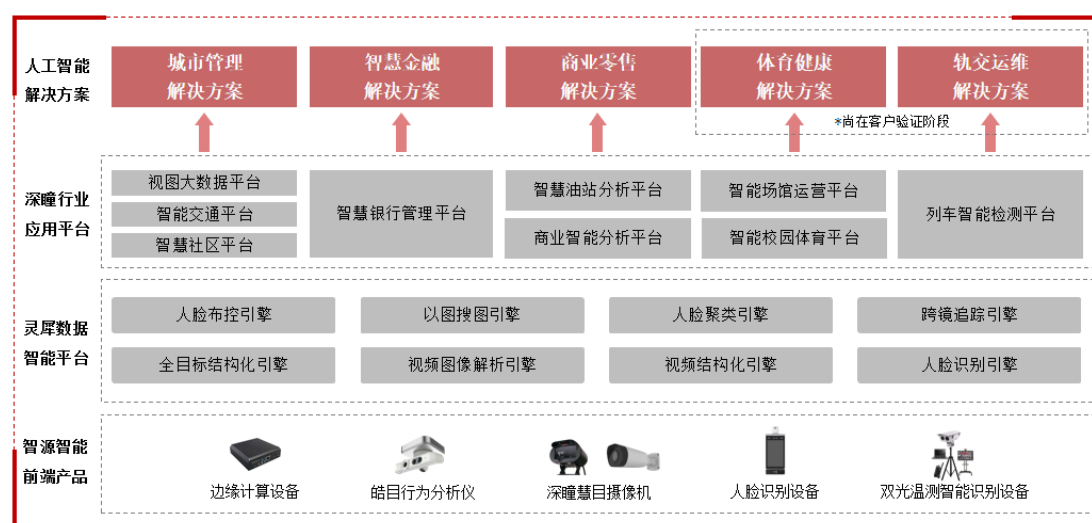 人工智能
解决方案
城市管理
解决方案
智慧金融
解决方案
商业零售
解决方案
体育健康
解决方案
轨交运维
解决方案
*尚在客户验证阶段
深瞳行业
应用平台
视图大数据平台
智能交通平台
智慧社区平台
智慧银行管理平台
智慧油站分析平台
商业智能分析平台
智能场馆运营平台
智能校园体育平台
列车智能检测平台
灵犀数据
智能平台
人脸布控引擎
以图搜图引擎
人脸聚类引擎
跨镜追踪引擎
全目标结构化引擎
视频图像解析引擎
视频结构化引擎
人脸识别引擎
智源智能
前端产品
边缘计算设备
皓目行为分析仪
深瞳慧目摄像机
人脸识别设备
双光温测智能识别设备